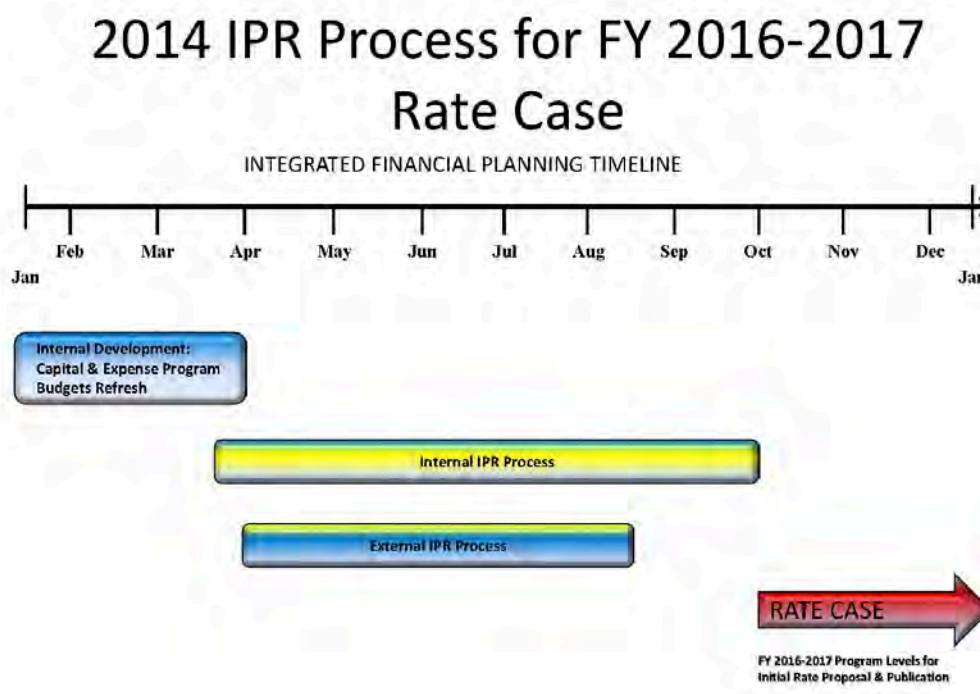 2014 IPR Process for FY 2016-2017
Rate Case
INTEGRATED FINANCIAL PLANNING TIMELINE
Feb Mar Apr May Jun Jul Aug Sep Oct Nov Dec
Jan Jan
Internal Development:
Capital & Expense Program
Budgets Refresh
Internal IPR Process
External IPR Process
RATE CASE
FY 2016-2017 Program Levels for
Initial Rate Proposal & Publication